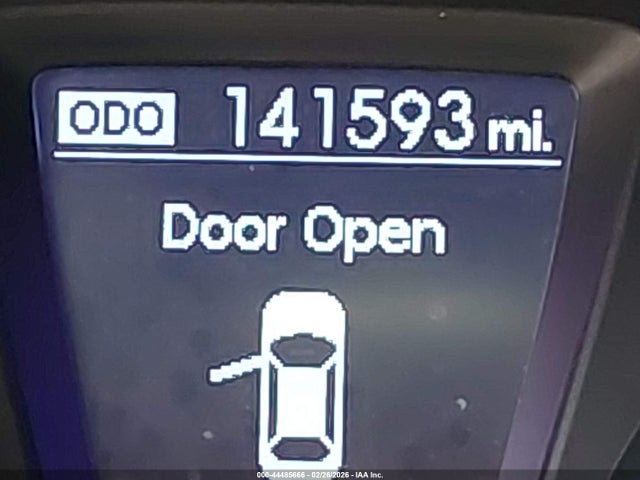 ODO 141593 mi.
Door Open
000-44485666 - 02/26/2026 - IAA Inc.